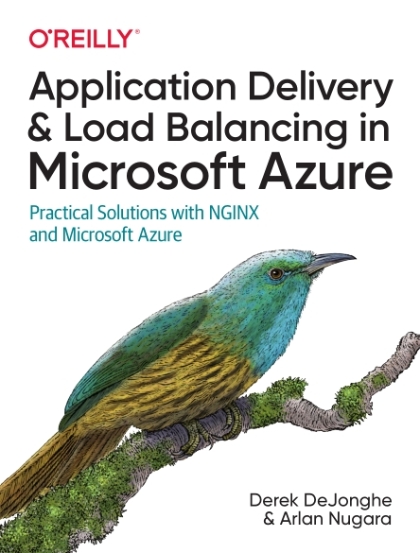 O'REILLY®
Application Delivery
& Load Balancing in
Microsoft Azure
Practical Solutions with NGINX
and Microsoft Azure
Derek DeJonghe
& Arlan Nugara